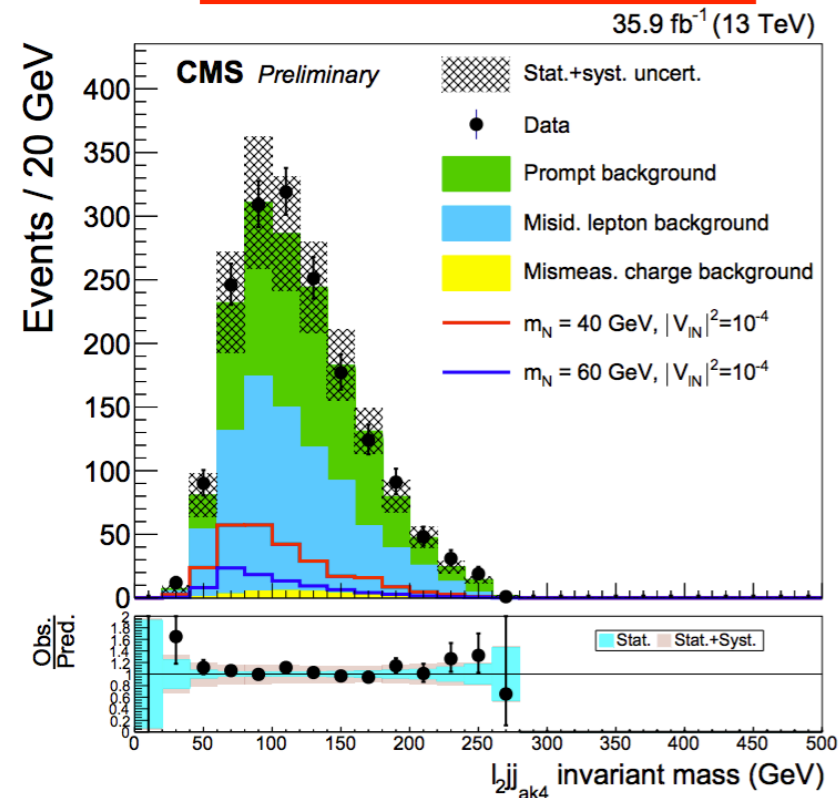 35.9 fb⁻¹ (13 TeV)
CMS Preliminary
Stat.+syst. uncert.
Data
Prompt background
Misid. lepton background
Mismeas. charge background
m_N = 40 GeV, |V_lN|²=10⁻⁴
m_N = 60 GeV, |V_lN|²=10⁻⁴
Events / 20 GeV
400
350
300
250
200
150
100
50
0
Obs.
Pred.
2
1.8
1.6
1.4
1.2
1
0.8
0.6
0.4
0.2
0
Stat. Stat.+Syst.
0 50 100 150 200 250 300 350 400 450 500
l₂jj_ak4 invariant mass (GeV)